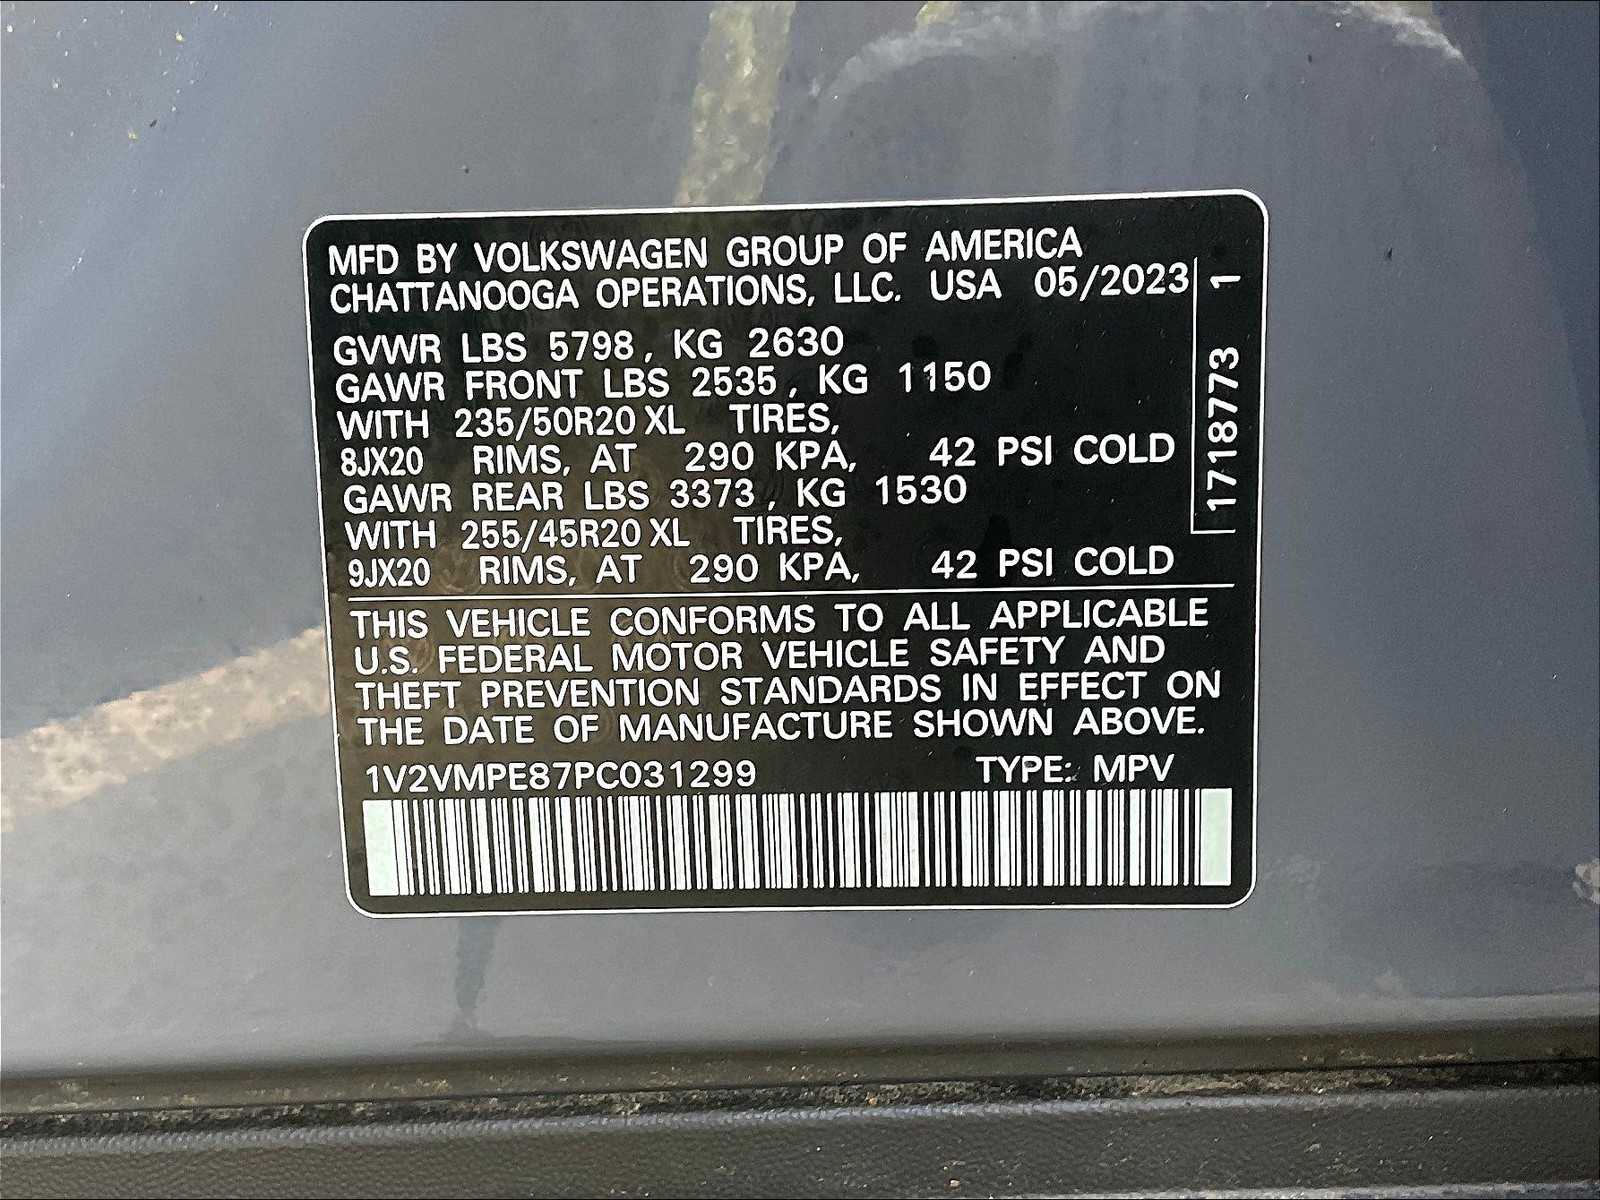 MFD BY VOLKSWAGEN GROUP OF AMERICA
CHATTANOOGA OPERATIONS, LLC. USA 05/2023
GVWR LBS 5798, KG 2630
GAWR FRONT LBS 2535, KG 1150
WITH 235/50R20 XL TIRES,
8JX20 RIMS, AT 290 KPA, 42 PSI COLD
GAWR REAR LBS 3373, KG 1530
WITH 255/45R20 XL TIRES,
9JX20 RIMS, AT 290 KPA, 42 PSI COLD
1718773 1
THIS VEHICLE CONFORMS TO ALL APPLICABLE
U.S. FEDERAL MOTOR VEHICLE SAFETY AND
THEFT PREVENTION STANDARDS IN EFFECT ON
THE DATE OF MANUFACTURE SHOWN ABOVE.
1V2VMPE87PC031299 TYPE: MPV